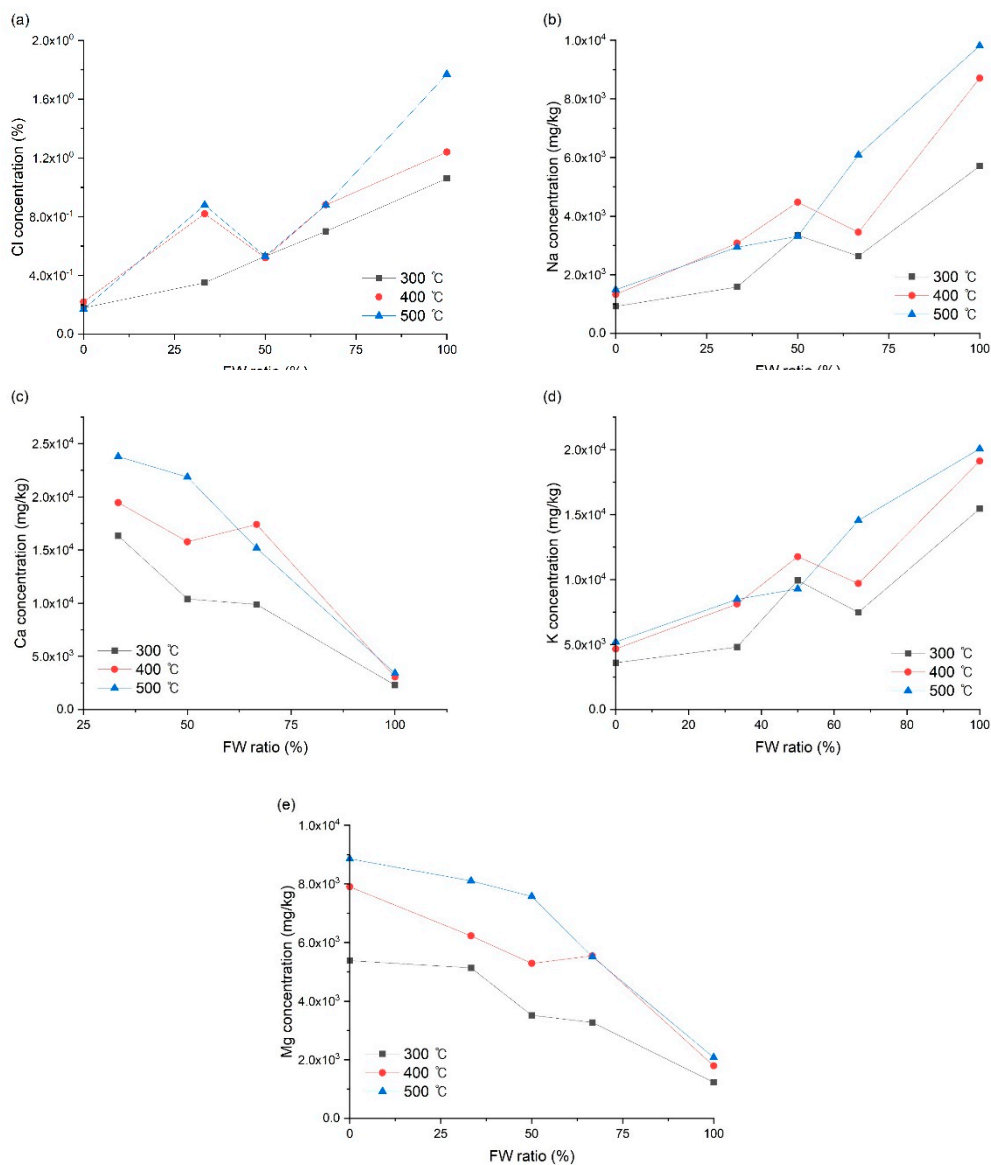 (a)
2.0x10⁰
1.6x10⁰
1.2x10⁰
8.0x10⁻¹
4.0x10⁻¹
0.0
Cl concentration (%)
300 ℃
400 ℃
500 ℃
0 25 50 75 100
FW ratio (%)
(b)
1.0x10⁴
8.0x10³
6.0x10³
4.0x10³
2.0x10³
0.0
Na concentration (mg/kg)
300 ℃
400 ℃
500 ℃
0 25 50 75 100
FW ratio (%)
(c)
2.5x10⁴
2.0x10⁴
1.5x10⁴
1.0x10⁴
5.0x10³
0.0
Ca concentration (mg/kg)
300 ℃
400 ℃
500 ℃
25 50 75 100
FW ratio (%)
(d)
2.0x10⁴
1.5x10⁴
1.0x10⁴
5.0x10³
0.0
K concentration (mg/kg)
300 ℃
400 ℃
500 ℃
0 20 40 60 80 100
FW ratio (%)
(e)
1.0x10⁴
8.0x10³
6.0x10³
4.0x10³
2.0x10³
0.0
Mg concentration (mg/kg)
300 ℃
400 ℃
500 ℃
0 25 50 75 100
FW ratio (%)